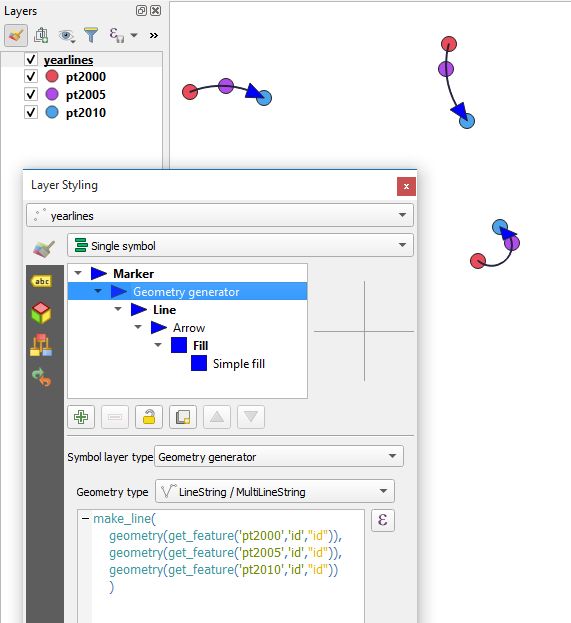 Layers
»
yearlines
pt2000
pt2005
pt2010
Layer Styling
x
yearlines
Single symbol
abc
Marker
Geometry generator
Line
Arrow
Fill
Simple fill
Symbol layer type Geometry generator
Geometry type LineString / MultiLineString
make_line(
geometry(get_feature('pt2000','id',"id")),
geometry(get_feature('pt2005','id',"id")),
geometry(get_feature('pt2010','id',"id"))
)
ε